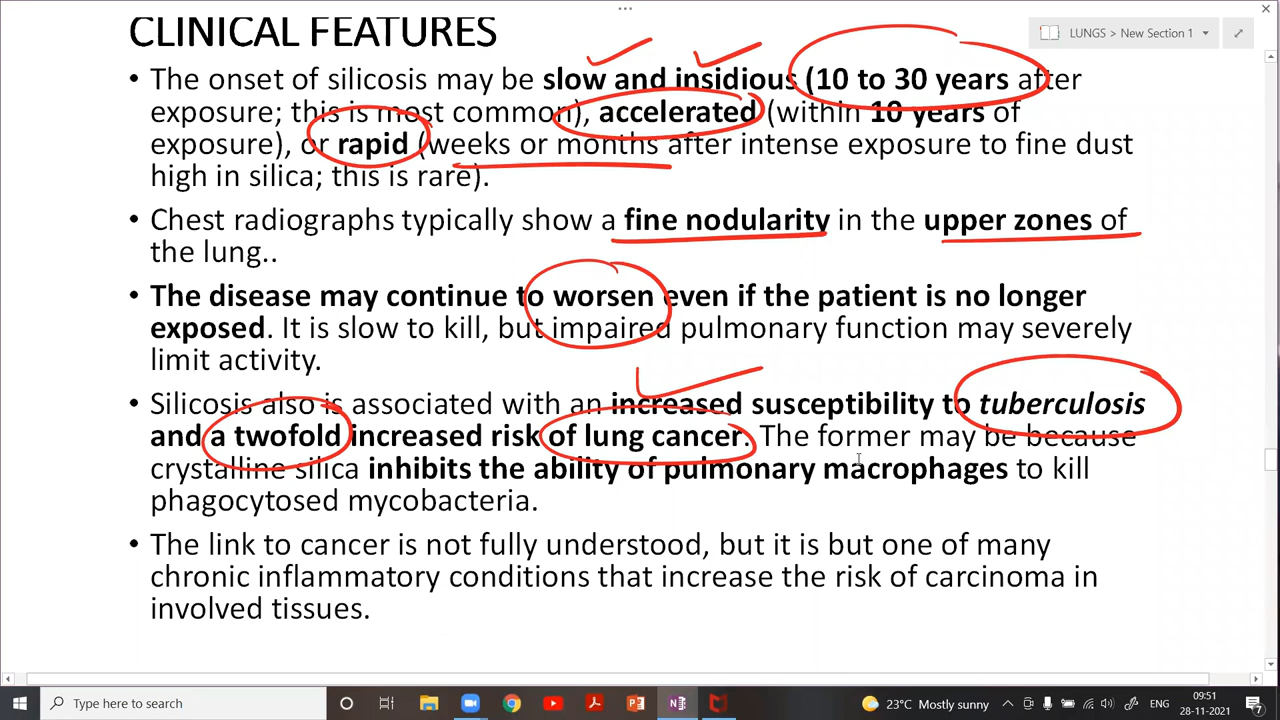 CLINICAL FEATURES
LUNGS > New Section 1
• The onset of silicosis may be slow and insidious (10 to 30 years after
exposure; this is most common), accelerated (within 10 years of
exposure), or rapid (weeks or months after intense exposure to fine dust
high in silica; this is rare).
• Chest radiographs typically show a fine nodularity in the upper zones of
the lung..
• The disease may continue to worsen even if the patient is no longer
exposed. It is slow to kill, but impaired pulmonary function may severely
limit activity.
• Silicosis also is associated with an increased susceptibility to tuberculosis
and a twofold increased risk of lung cancer. The former may be because
crystalline silica inhibits the ability of pulmonary macrophages to kill
phagocytosed mycobacteria.
• The link to cancer is not fully understood, but it is but one of many
chronic inflammatory conditions that increase the risk of carcinoma in
involved tissues.
Type here to search
23°C Mostly sunny
ENG
09:51
28-11-2021
7